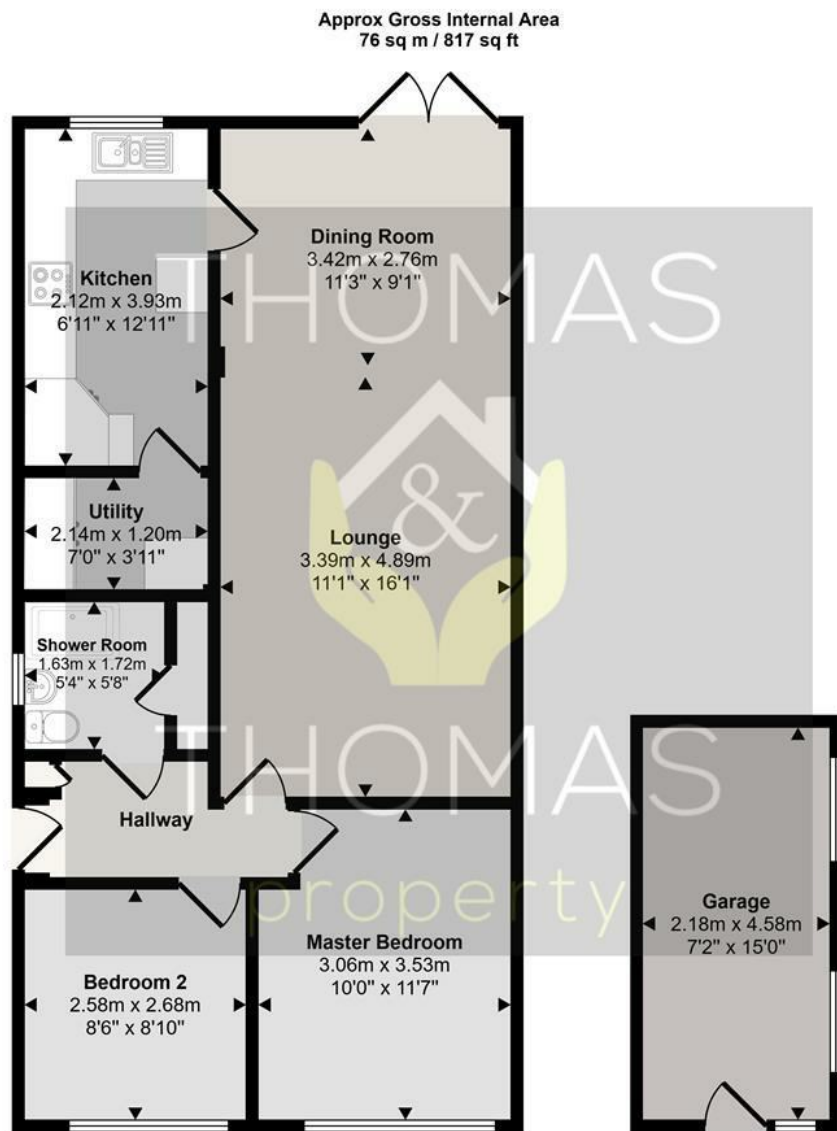 Approx Gross Internal Area
76 sq m / 817 sq ft
Kitchen
2.12m x 3.93m
6'11" x 12'11"
Dining Room
3.42m x 2.76m
11'3" x 9'1"
THOMAS
&
Utility
2.14m x 1.20m
7'0" x 3'11"
Lounge
3.39m x 4.89m
11'1" x 16'1"
Shower Room
1.63m x 1.72m
5'4" x 5'8"
THOMAS
Hallway
property
Garage
2.18m x 4.58m
7'2" x 15'0"
Master Bedroom
3.06m x 3.53m
10'0" x 11'7"
Bedroom 2
2.58m x 2.68m
8'6" x 8'10"